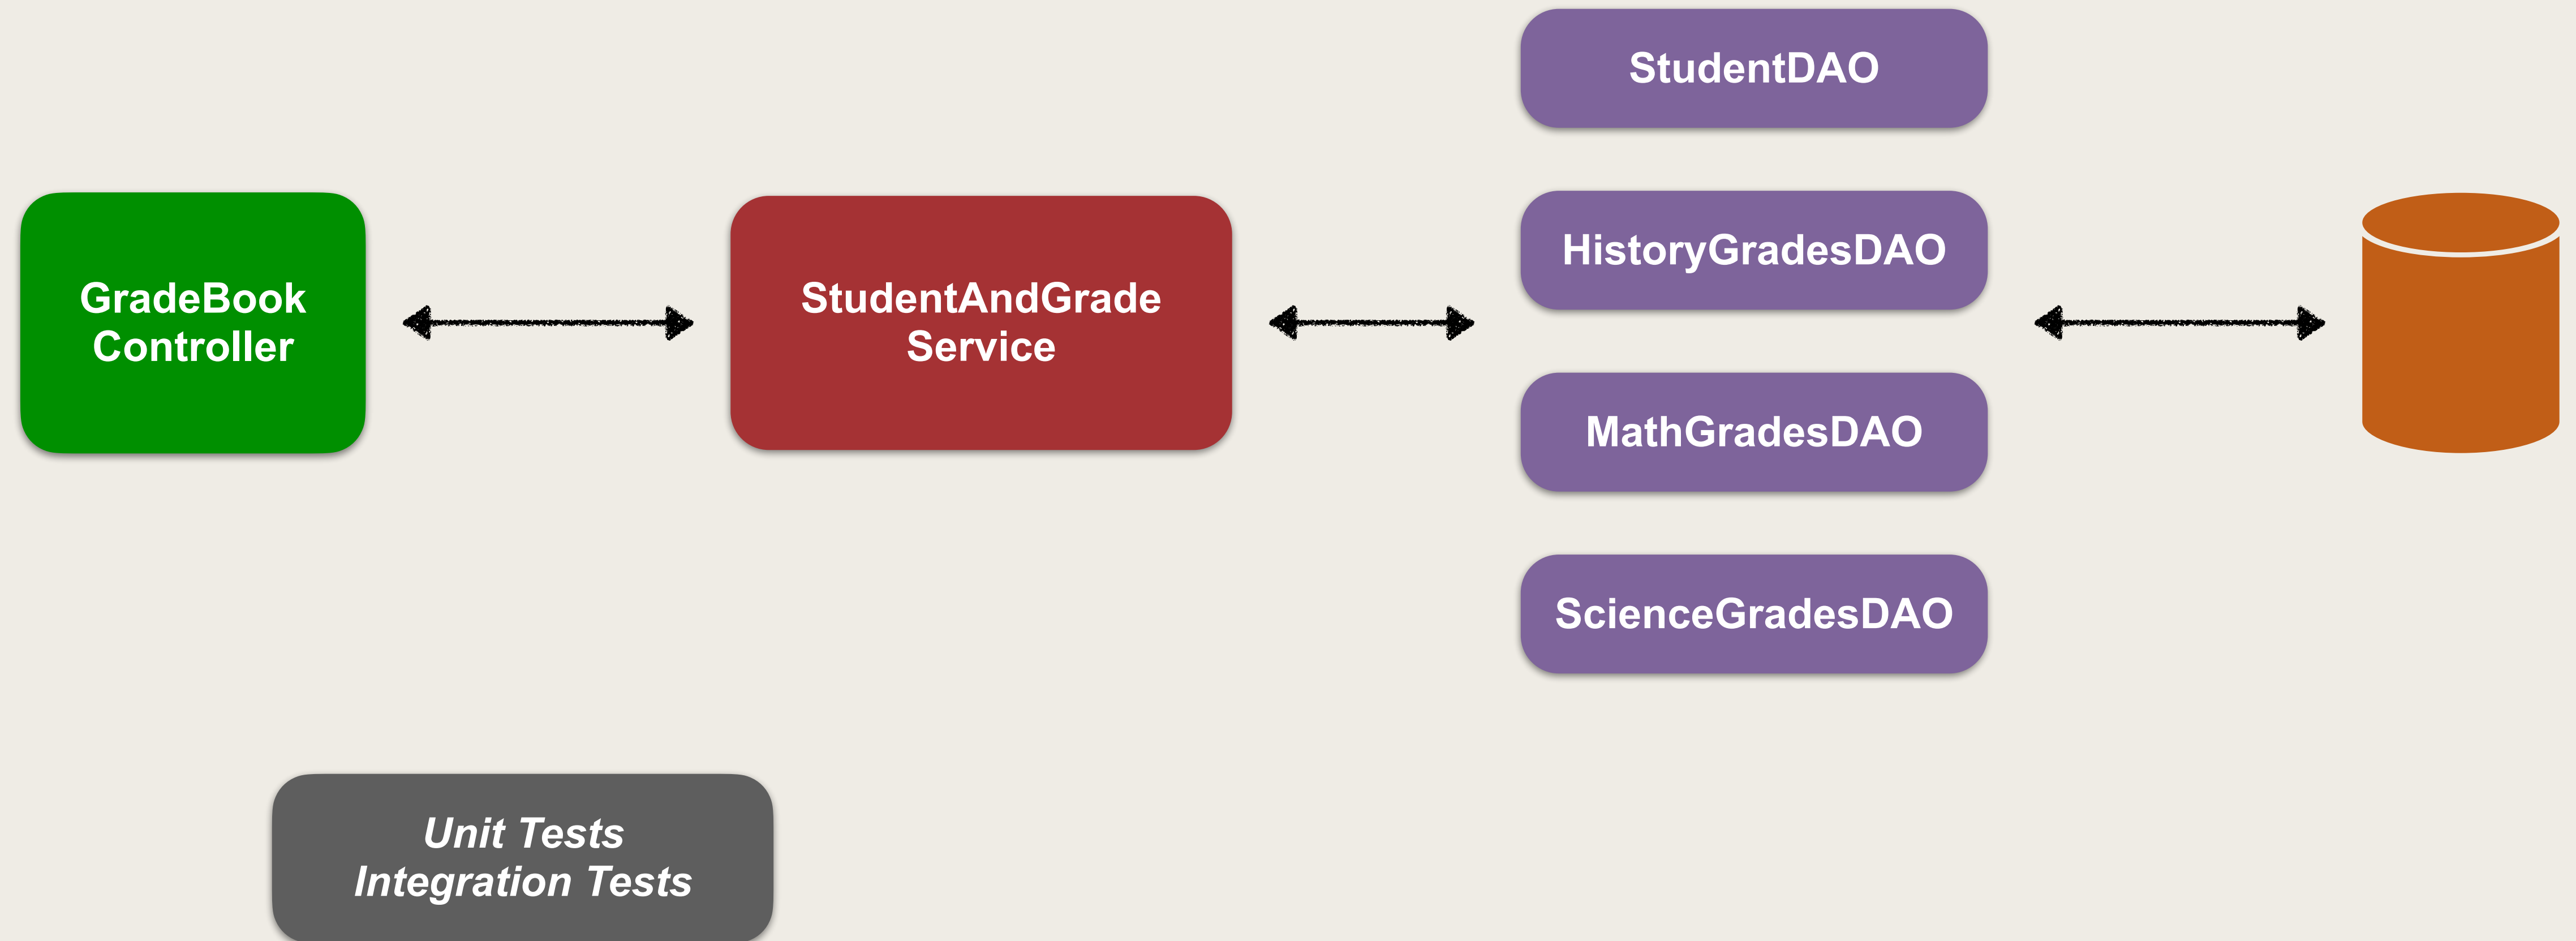 StudentDAO
GradeBook
Controller
StudentAndGrade
Service
HistoryGradesDAO
MathGradesDAO
ScienceGradesDAO
Unit Tests
Integration Tests